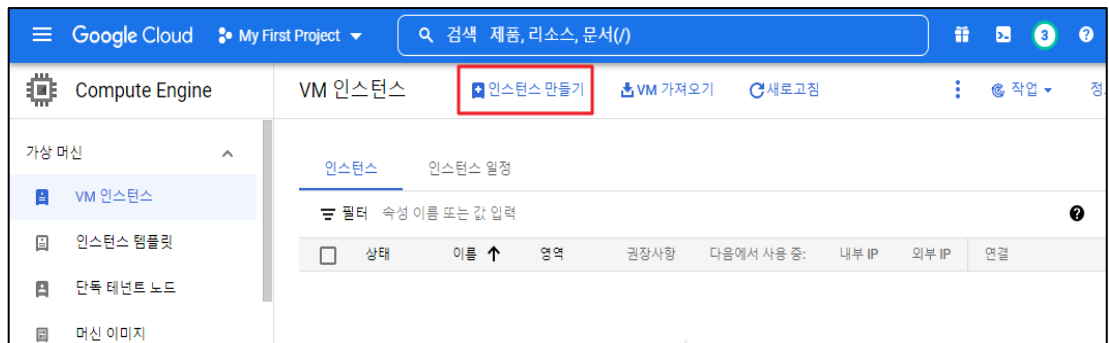 Google Cloud My First Project 검색 제품, 리소스, 문서(/) 3 ?
Compute Engine VM 인스턴스 인스턴스 만들기 VM 가져오기 새로고침 작업
가상 머신
인스턴스 인스턴스 일정
VM 인스턴스
필터 속성 이름 또는 값 입력 ?
인스턴스 템플릿
상태 이름 영역 권장사항 다음에서 사용 중: 내부 IP 외부 IP 연결
단독 테넌트 노드
머신 이미지